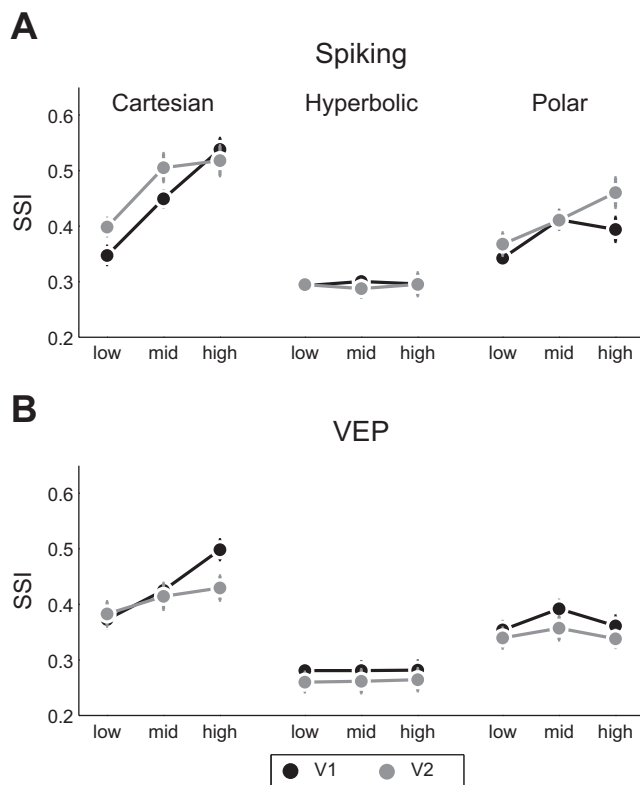 A
Spiking
Cartesian Hyperbolic Polar
0.6
0.5
SSI
0.4
0.3
0.2
low mid high low mid high low mid high
B
VEP
0.6
0.5
SSI
0.4
0.3
0.2
low mid high low mid high low mid high
V1 V2